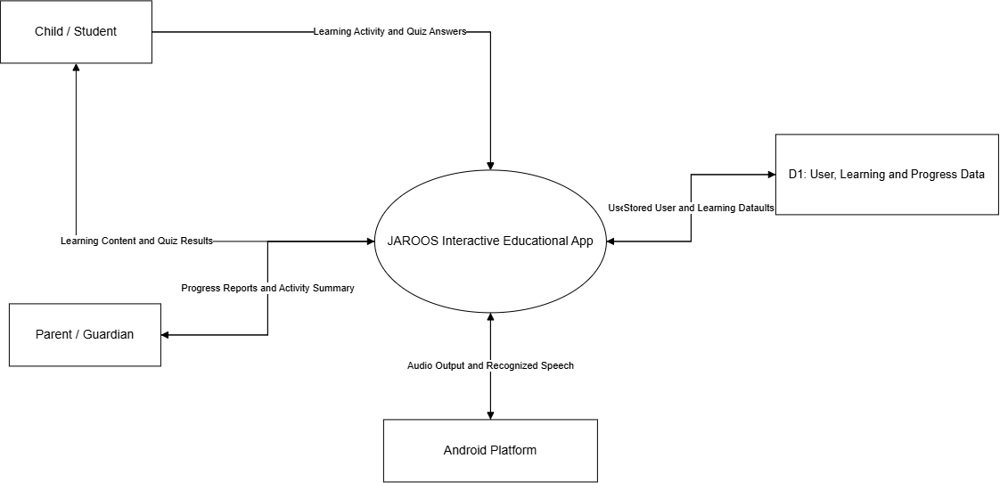 Child / Student
Learning Activity and Quiz Answers
D1: User, Learning and Progress Data
Stored User and Learning Data
JAROOS Interactive Educational App
Learning Content and Quiz Results
Progress Reports and Activity Summary
Parent / Guardian
Audio Output and Recognized Speech
Android Platform